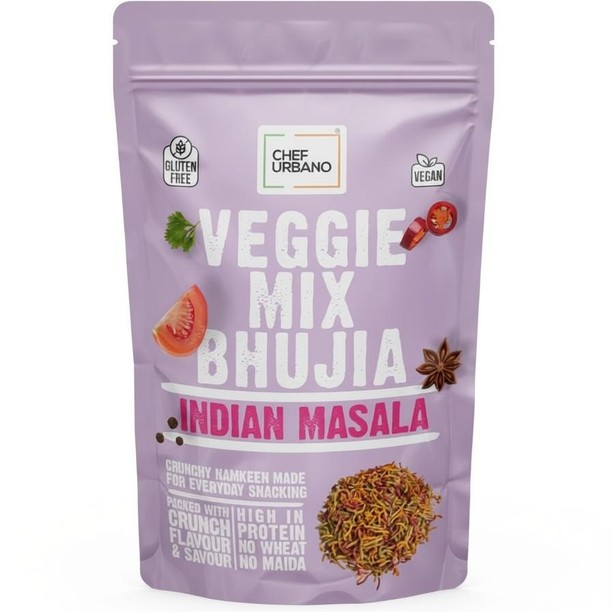 CHEF
URBANO
®
GLUTEN
FREE
VEGAN
VEGGIE
MIX
BHUJIA
INDIAN MASALA
CRUNCHY NAMKEEN MADE
FOR EVERYDAY SNACKING
PACKED WITH
CRUNCH
FLAVOUR
& SAVOUR
HIGH IN
PROTEIN
NO WHEAT
NO MAIDA